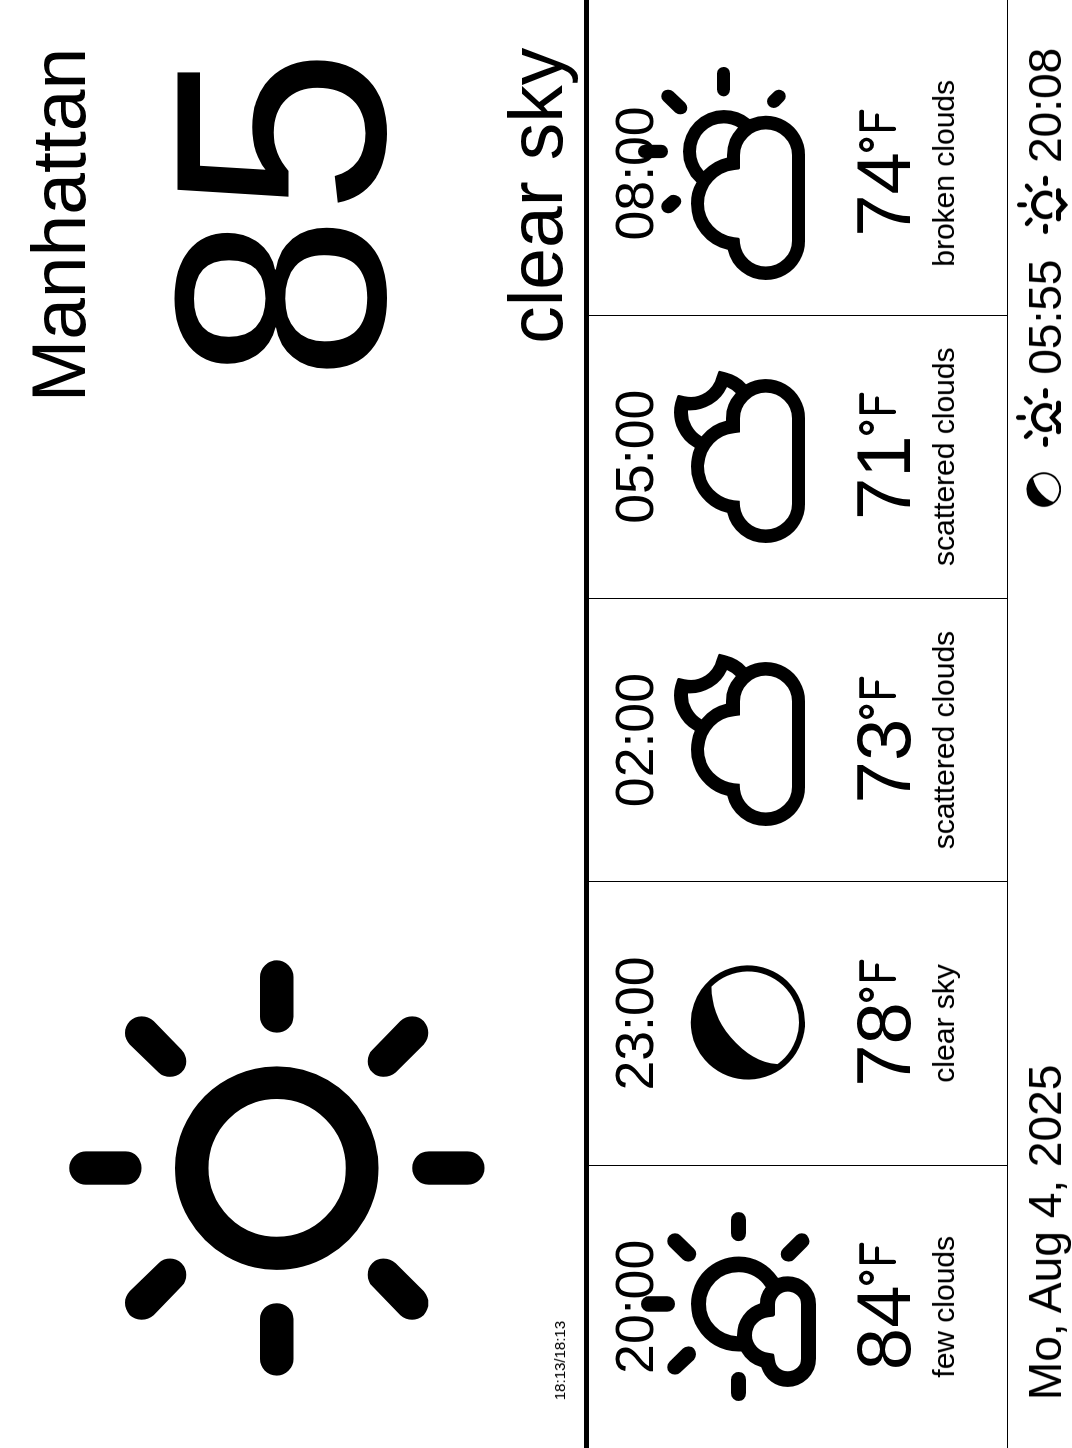 Manhattan
85
clear sky
18:13/18:13
20:00
84°F
few clouds
23:00
78°F
clear sky
02:00
73°F
scattered clouds
05:00
71°F
scattered clouds
08:00
74°F
broken clouds
Mo, Aug 4, 2025
05:55
20:08